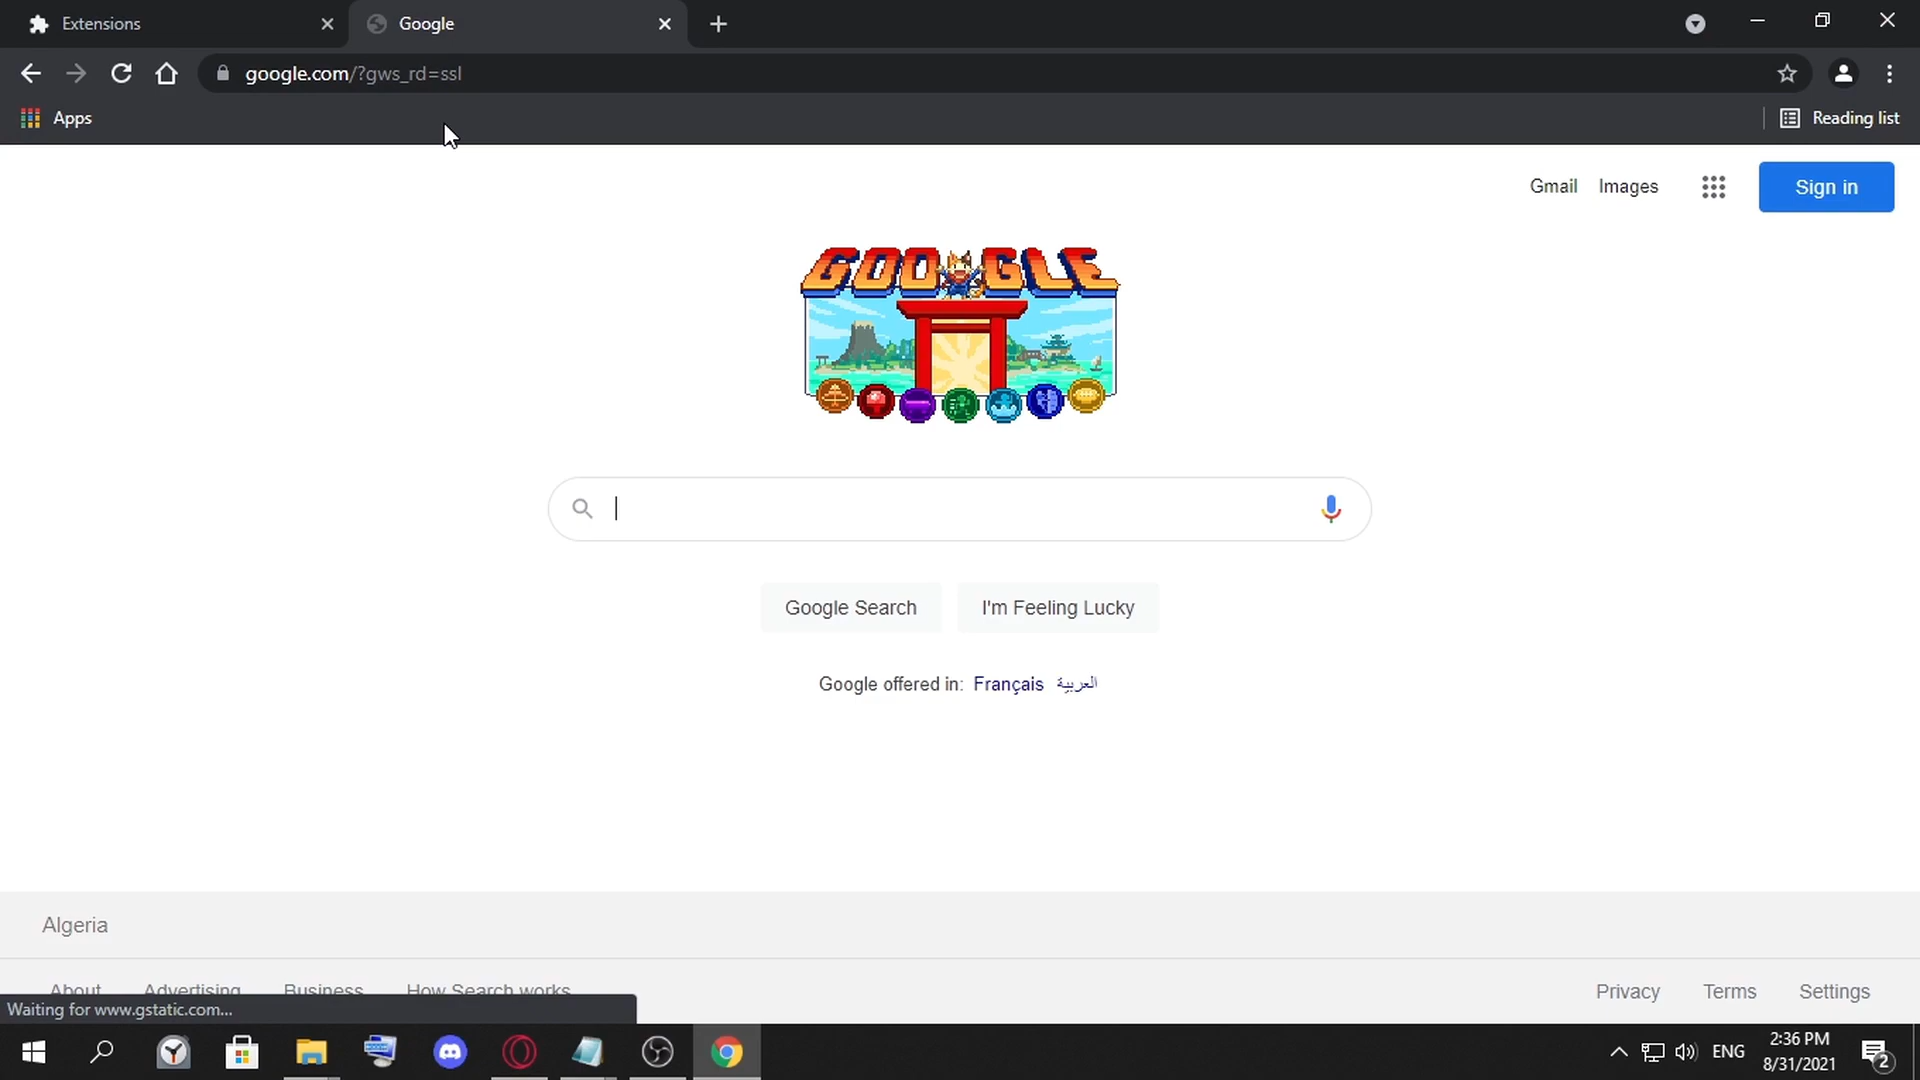 Extensions
Google
google.com/?gws_rd=ssl
Apps
Reading list
Gmail Images
Sign in
GOOGLE
Google Search
I'm Feeling Lucky
Google offered in: Français العربية
Algeria
About Advertising Business How Search works
Privacy Terms Settings
Waiting for www.gstatic.com...
ENG
2:36 PM
8/31/2021
2